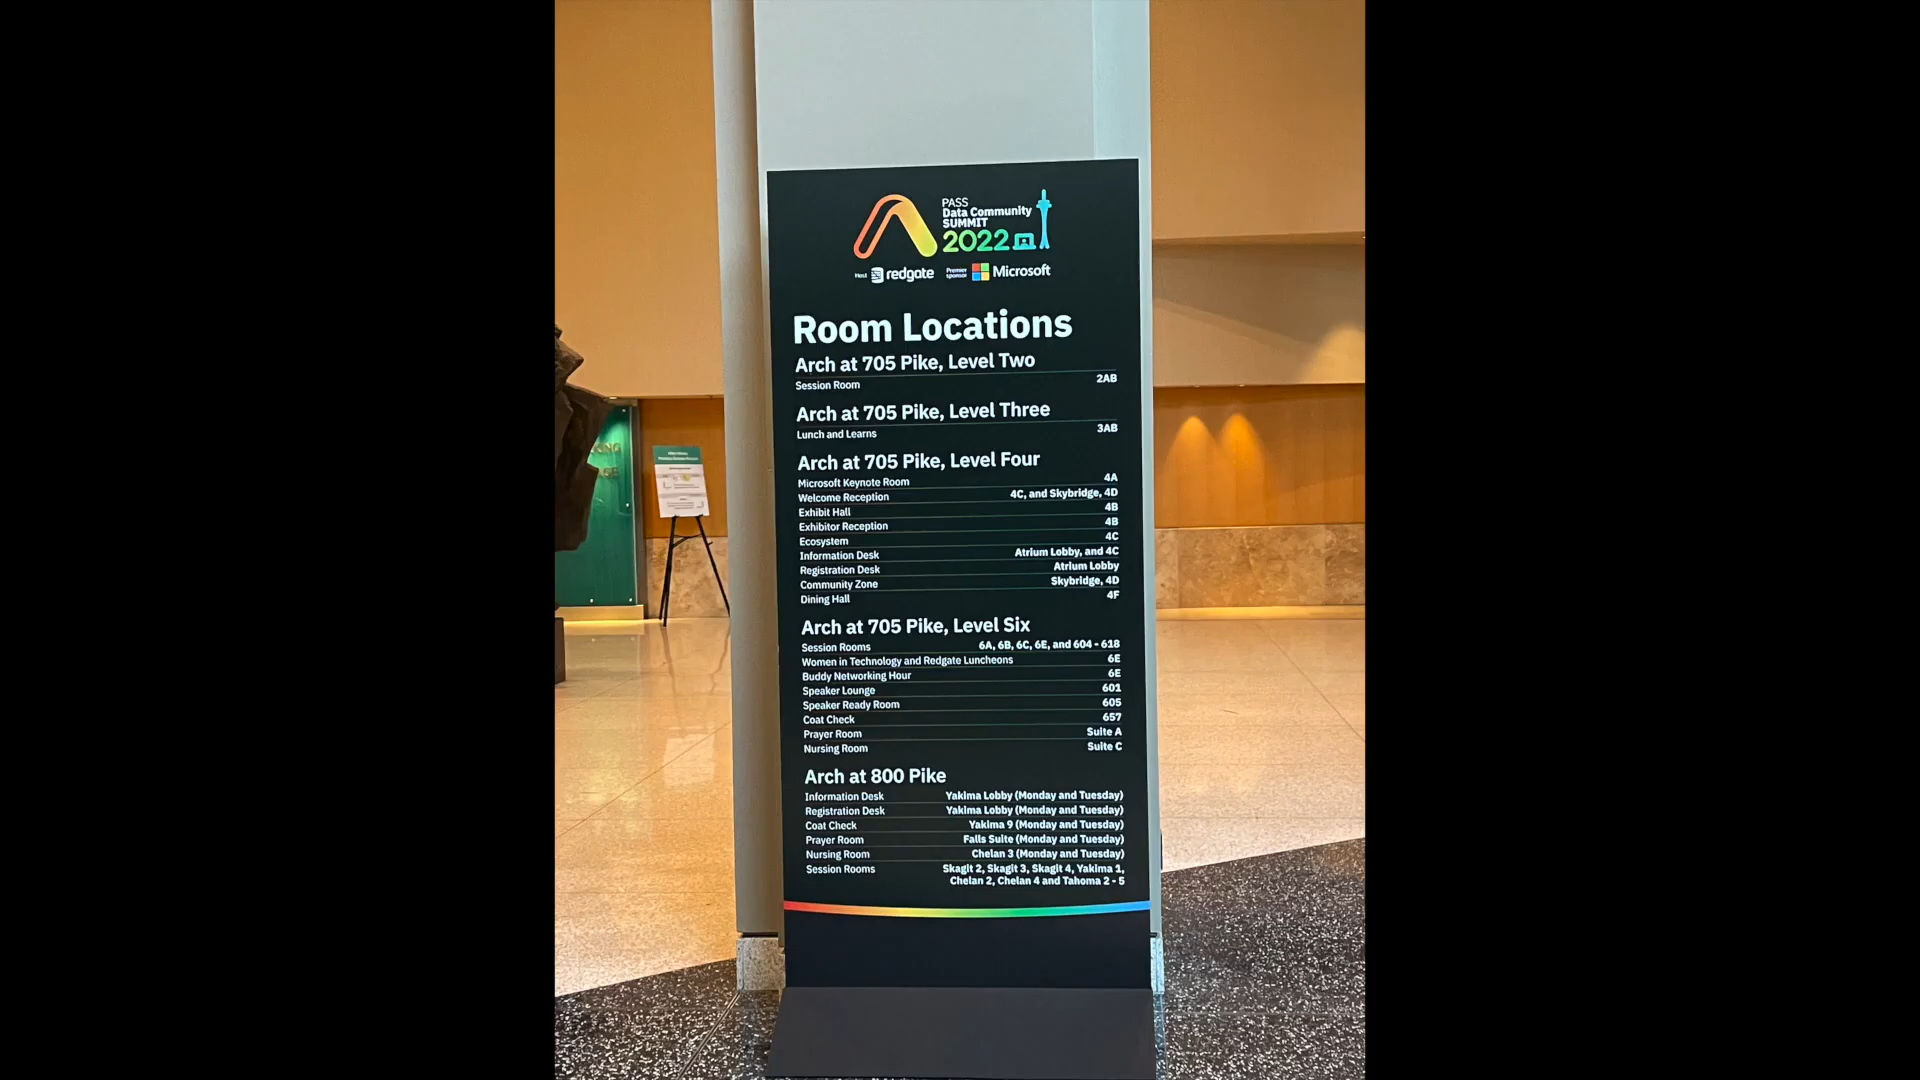 PASS
Data Community
SUMMIT
2022
Host redgate Premier sponsor Microsoft
Room Locations
Arch at 705 Pike, Level Two
Session Room 2AB
Arch at 705 Pike, Level Three
Lunch and Learns 3AB
Arch at 705 Pike, Level Four
Microsoft Keynote Room 4A
Welcome Reception 4C, and Skybridge, 4D
Exhibit Hall 4B
Exhibitor Reception 4B
Ecosystem 4C
Information Desk Atrium Lobby, and 4C
Registration Desk Atrium Lobby
Community Zone Skybridge, 4D
Dining Hall 4F
Arch at 705 Pike, Level Six
Session Rooms 6A, 6B, 6C, 6E, and 604 - 618
Women in Technology and Redgate Luncheons 6E
Buddy Networking Hour 6E
Speaker Lounge 601
Speaker Ready Room 605
Coat Check 657
Prayer Room Suite A
Nursing Room Suite C
Arch at 800 Pike
Information Desk Yakima Lobby (Monday and Tuesday)
Registration Desk Yakima Lobby (Monday and Tuesday)
Coat Check Yakima 9 (Monday and Tuesday)
Prayer Room Falls Suite (Monday and Tuesday)
Nursing Room Chelan 3 (Monday and Tuesday)
Session Rooms Skagit 2, Skagit 3, Skagit 4, Yakima 1,
Chelan 2, Chelan 4 and Tahoma 2 - 5